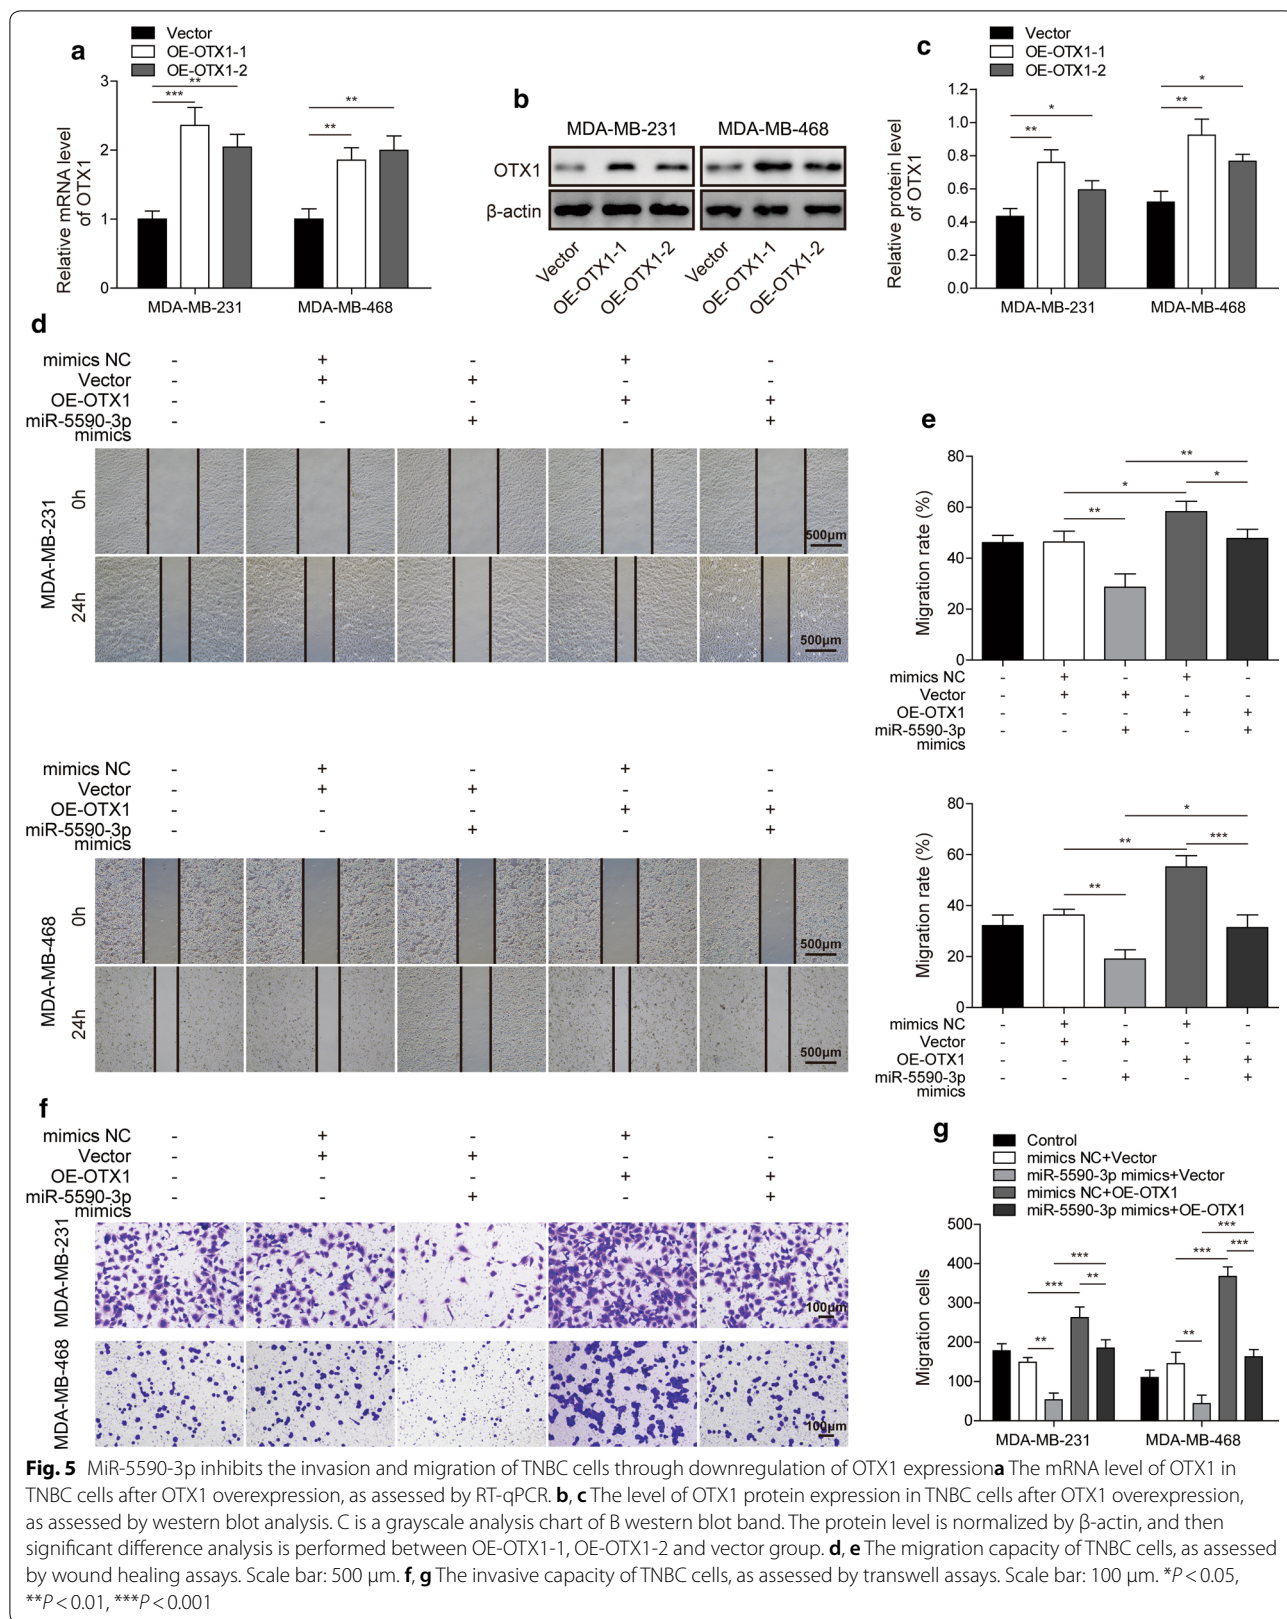 a
Vector
OE-OTX1-1
OE-OTX1-2
Relative mRNA level
of OTX1
3
2
1
0
**
***
**
**
MDA-MB-231
MDA-MB-468
b
MDA-MB-231
MDA-MB-468
OTX1
β-actin
Vector
OE-OTX1-1
OE-OTX1-2
Vector
OE-OTX1-1
OE-OTX1-2
c
Vector
OE-OTX1-1
OE-OTX1-2
Relative protein level
of OTX1
1.2
1.0
0.8
0.6
0.4
0.2
0.0
*
**
*
**
MDA-MB-231
MDA-MB-468
d
mimics NC - + - + -
Vector - + + - -
OE-OTX1 - - - + +
miR-5590-3p - - + - +
mimics
MDA-MB-231
0h
500µm
24h
500µm
mimics NC - + - + -
Vector - + + - -
OE-OTX1 - - - + +
miR-5590-3p - - + - +
mimics
MDA-MB-468
0h
500µm
24h
500µm
e
Migration rate (%)
80
60
40
20
0
**
*
*
**
mimics NC - + - + -
Vector - + + - -
OE-OTX1 - - - + +
miR-5590-3p - - + - +
mimics
Migration rate (%)
80
60
40
20
0
*
***
**
**
mimics NC - + - + -
Vector - + + - -
OE-OTX1 - - - + +
miR-5590-3p - - + - +
mimics
f
mimics NC - + - + -
Vector - + + - -
OE-OTX1 - - - + +
miR-5590-3p - - + - +
mimics
MDA-MB-231
100µm
MDA-MB-468
100µm
g
Control
mimics NC+Vector
miR-5590-3p mimics+Vector
mimics NC+OE-OTX1
miR-5590-3p mimics+OE-OTX1
Migration cells
500
400
300
200
100
0
***
***
**
**
***
***
***
**
MDA-MB-231
MDA-MB-468
Fig. 5 MiR-5590-3p inhibits the invasion and migration of TNBC cells through downregulation of OTX1 expressiona The mRNA level of OTX1 in
TNBC cells after OTX1 overexpression, as assessed by RT-qPCR. b, c The level of OTX1 protein expression in TNBC cells after OTX1 overexpression,
as assessed by western blot analysis. C is a grayscale analysis chart of B western blot band. The protein level is normalized by β-actin, and then
significant difference analysis is performed between OE-OTX1-1, OE-OTX1-2 and vector group. d, e The migration capacity of TNBC cells, as assessed
by wound healing assays. Scale bar: 500 µm. f, g The invasive capacity of TNBC cells, as assessed by transwell assays. Scale bar: 100 µm. *P < 0.05,
**P < 0.01, ***P < 0.001